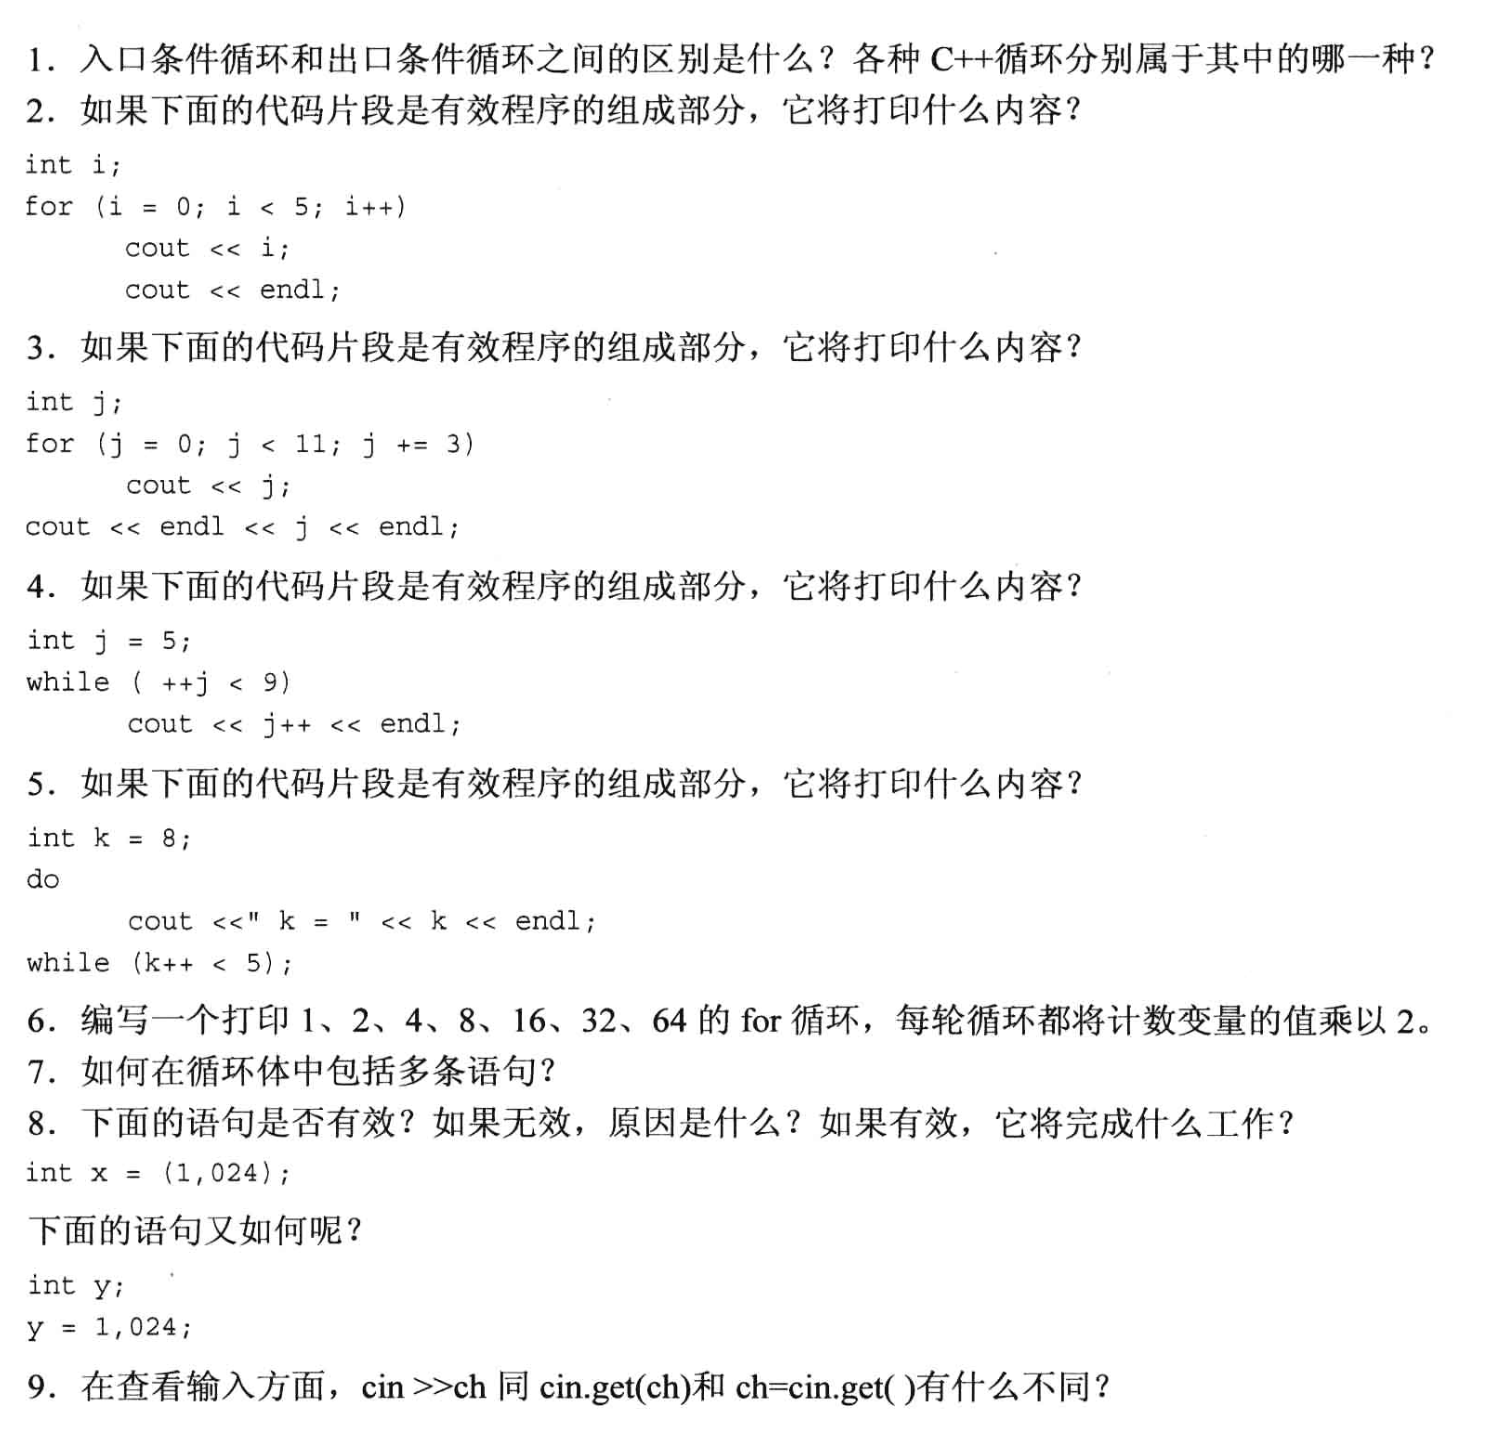 1．入口条件循环和出口条件循环之间的区别是什么？各种 C++循环分别属于其中的哪一种？
2．如果下面的代码片段是有效程序的组成部分，它将打印什么内容？
int i;
for (i = 0; i < 5; i++)
      cout << i;
      cout << endl;
3．如果下面的代码片段是有效程序的组成部分，它将打印什么内容？
int j;
for (j = 0; j < 11; j += 3)
      cout << j;
cout << endl << j << endl;
4．如果下面的代码片段是有效程序的组成部分，它将打印什么内容？
int j = 5;
while ( ++j < 9)
      cout << j++ << endl;
5．如果下面的代码片段是有效程序的组成部分，它将打印什么内容？
int k = 8;
do
      cout <<" k = " << k << endl;
while (k++ < 5);
6．编写一个打印 1、2、4、8、16、32、64 的 for 循环，每轮循环都将计数变量的值乘以 2。
7．如何在循环体中包括多条语句？
8．下面的语句是否有效？如果无效，原因是什么？如果有效，它将完成什么工作？
int x = (1,024);
下面的语句又如何呢？
int y;
y = 1,024;
9．在查看输入方面，cin >>ch 同 cin.get(ch)和 ch=cin.get( )有什么不同？